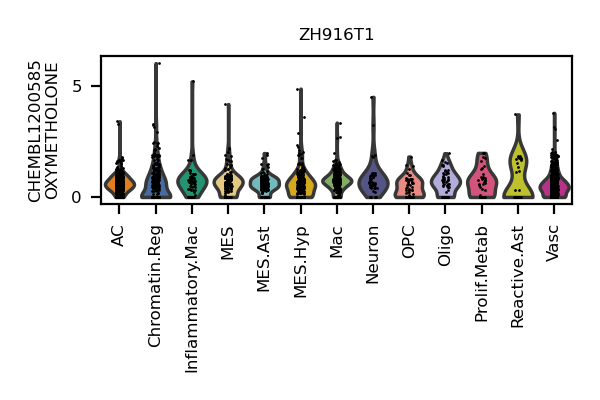 ZH916T1
CHEMBL1200585
OXYMETHOLONE
5
0
AC
Chromatin.Reg
Inflammatory.Mac
MES
MES.Ast
MES.Hyp
Mac
Neuron
OPC
Oligo
Prolif.Metab
Reactive.Ast
Vasc